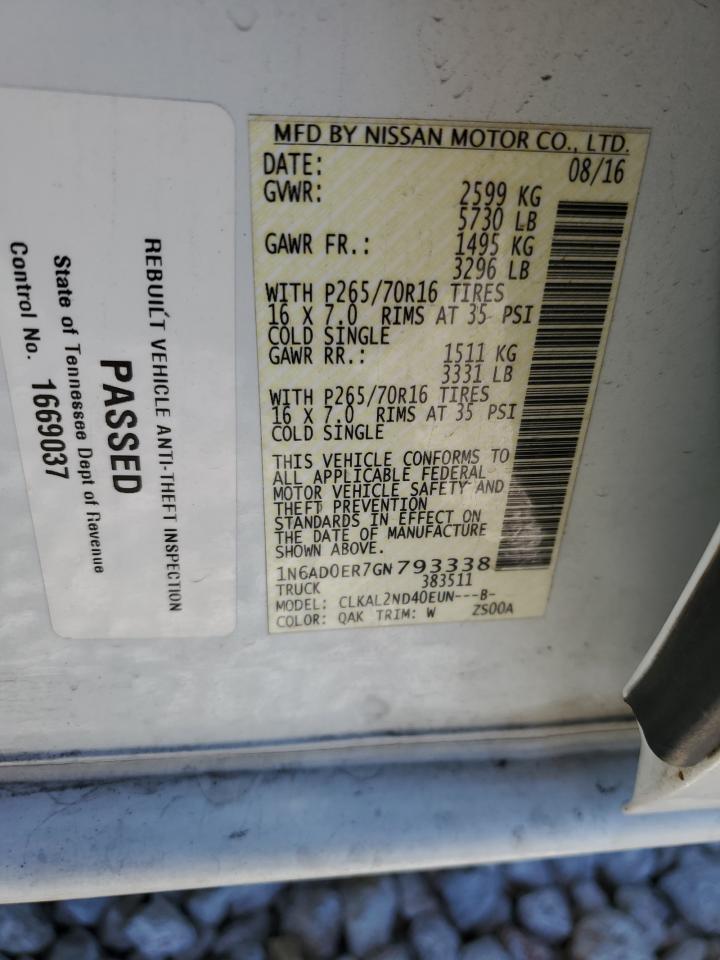 MFD BY NISSAN MOTOR CO., LTD.
DATE: 08/16
GVWR: 2599 KG
5730 LB
GAWR FR.: 1495 KG
3296 LB
WITH P265/70R16 TIRES
16 X 7.0 RIMS AT 35 PSI
COLD SINGLE
GAWR RR.: 1511 KG
3331 LB
WITH P265/70R16 TIRES
16 X 7.0 RIMS AT 35 PSI
COLD SINGLE
THIS VEHICLE CONFORMS TO
ALL APPLICABLE FEDERAL
MOTOR VEHICLE SAFETY AND
THEFT PREVENTION
STANDARDS IN EFFECT ON
THE DATE OF MANUFACTURE
SHOWN ABOVE.
1N6AD0ER7GN793338
TRUCK 383511
MODEL: CLKAL2ND40EUN---B-
COLOR: QAK TRIM: W ZS00A
REBUILT VEHICLE ANTI-THEFT INSPECTION
PASSED
State of Tennessee Dept of Revenue
Control No. 1669037